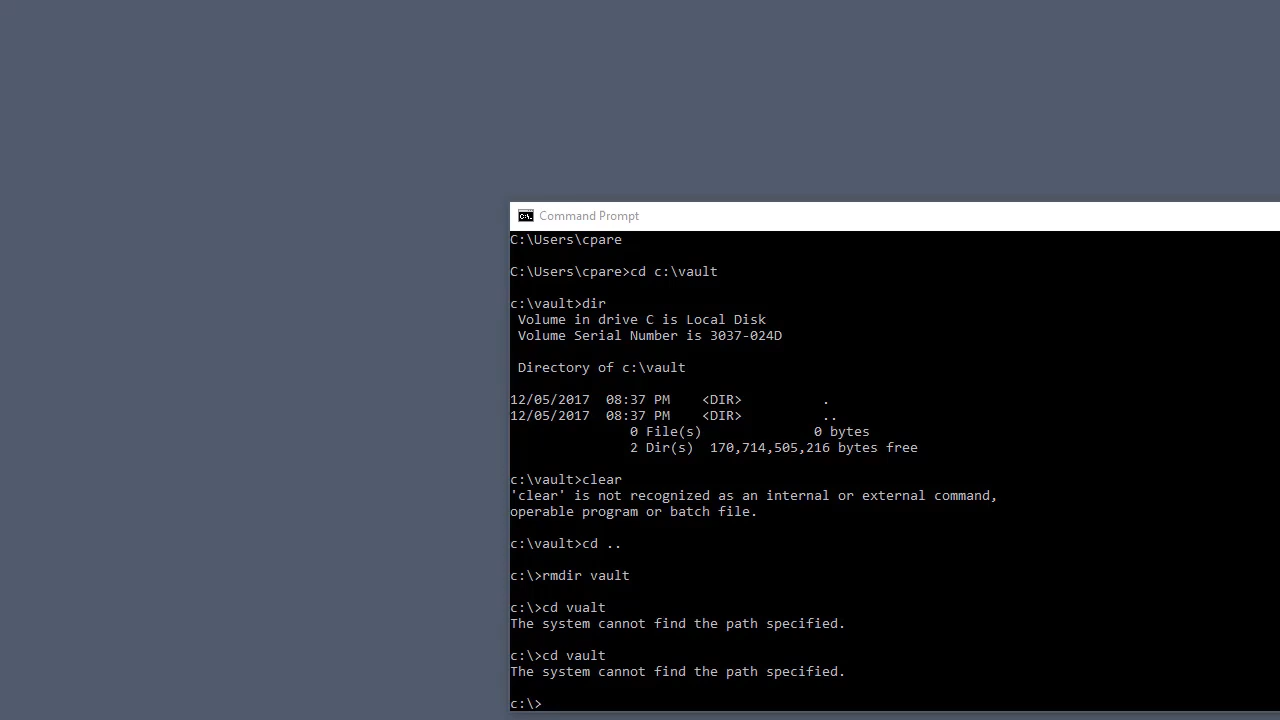 Command Prompt
C:\Users\cpare
C:\Users\cpare>cd c:\vault
c:\vault>dir
 Volume in drive C is Local Disk
 Volume Serial Number is 3037-024D
 Directory of c:\vault
12/05/2017  08:37 PM    <DIR>          .
12/05/2017  08:37 PM    <DIR>          ..
               0 File(s)              0 bytes
               2 Dir(s)  170,714,505,216 bytes free
c:\vault>clear
'clear' is not recognized as an internal or external command,
operable program or batch file.
c:\vault>cd ..
c:\>rmdir vault
c:\>cd vualt
The system cannot find the path specified.
c:\>cd vault
The system cannot find the path specified.
c:\>